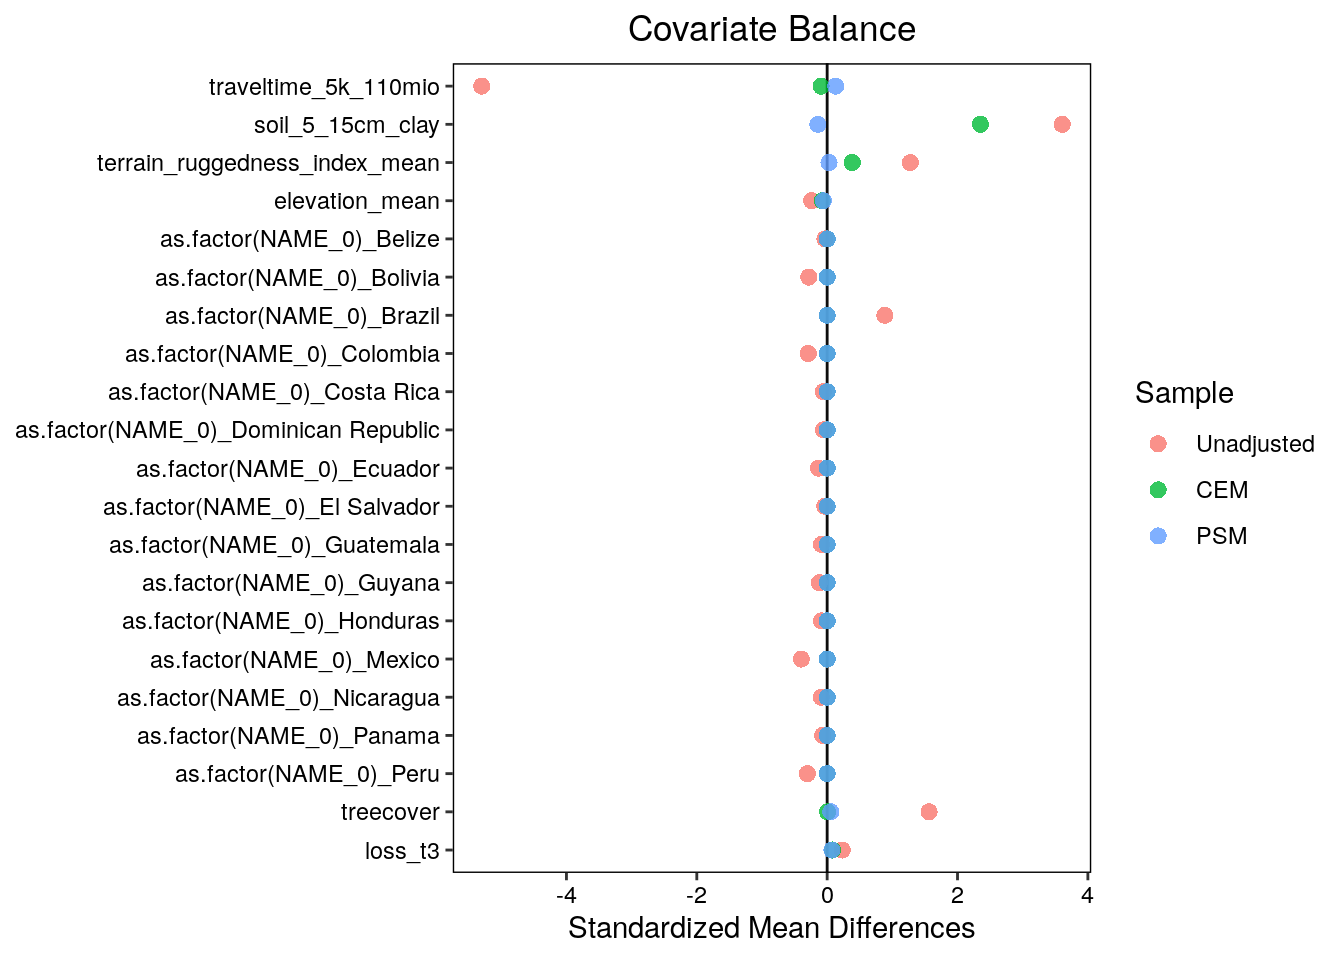 Covariate Balance
traveltime_5k_110mio
soil_5_15cm_clay
terrain_ruggedness_index_mean
elevation_mean
as.factor(NAME_0)_Belize
as.factor(NAME_0)_Bolivia
as.factor(NAME_0)_Brazil
as.factor(NAME_0)_Colombia
as.factor(NAME_0)_Costa Rica
as.factor(NAME_0)_Dominican Republic
as.factor(NAME_0)_Ecuador
as.factor(NAME_0)_El Salvador
as.factor(NAME_0)_Guatemala
as.factor(NAME_0)_Guyana
as.factor(NAME_0)_Honduras
as.factor(NAME_0)_Mexico
as.factor(NAME_0)_Nicaragua
as.factor(NAME_0)_Panama
as.factor(NAME_0)_Peru
treecover
loss_t3
-4 -2 0 2 4
Standardized Mean Differences
Sample
Unadjusted
CEM
PSM